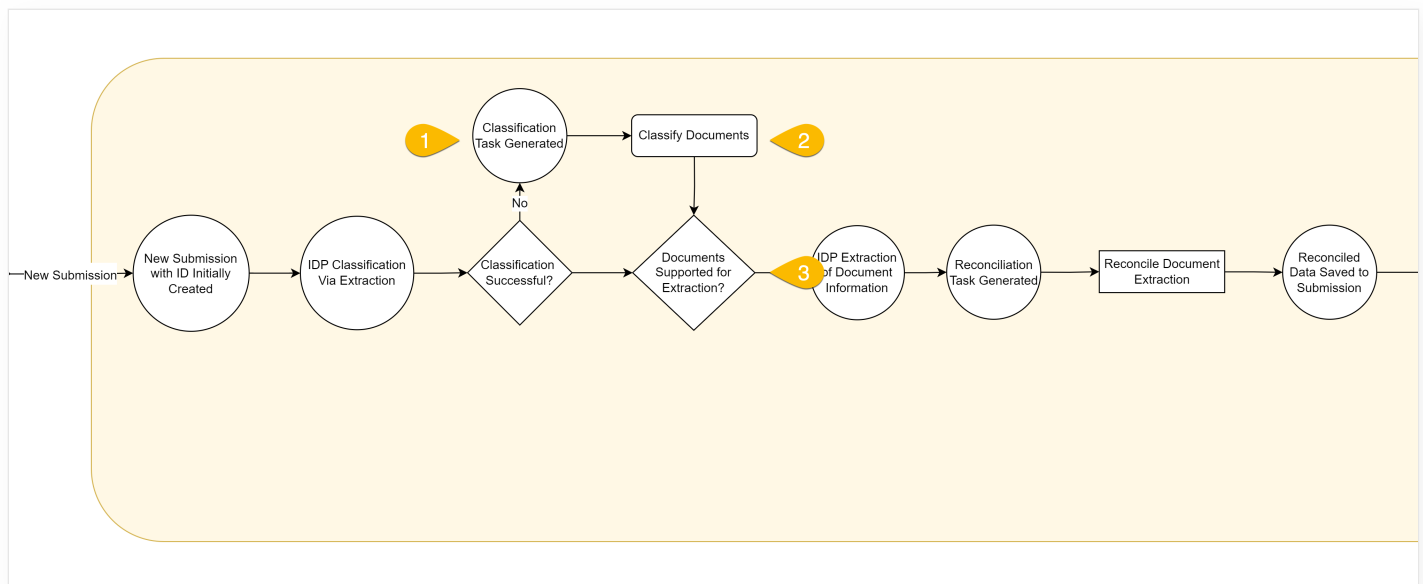 1
Classification
Task Generated
Classify Documents
2
No
New Submission
New Submission
with ID Initially
Created
IDP Classification
Via Extraction
Classification
Successful?
Documents
Supported for
Extraction?
3
IDP Extraction
of Document
Information
Reconciliation
Task Generated
Reconcile Document
Extraction
Reconciled
Data Saved to
Submission